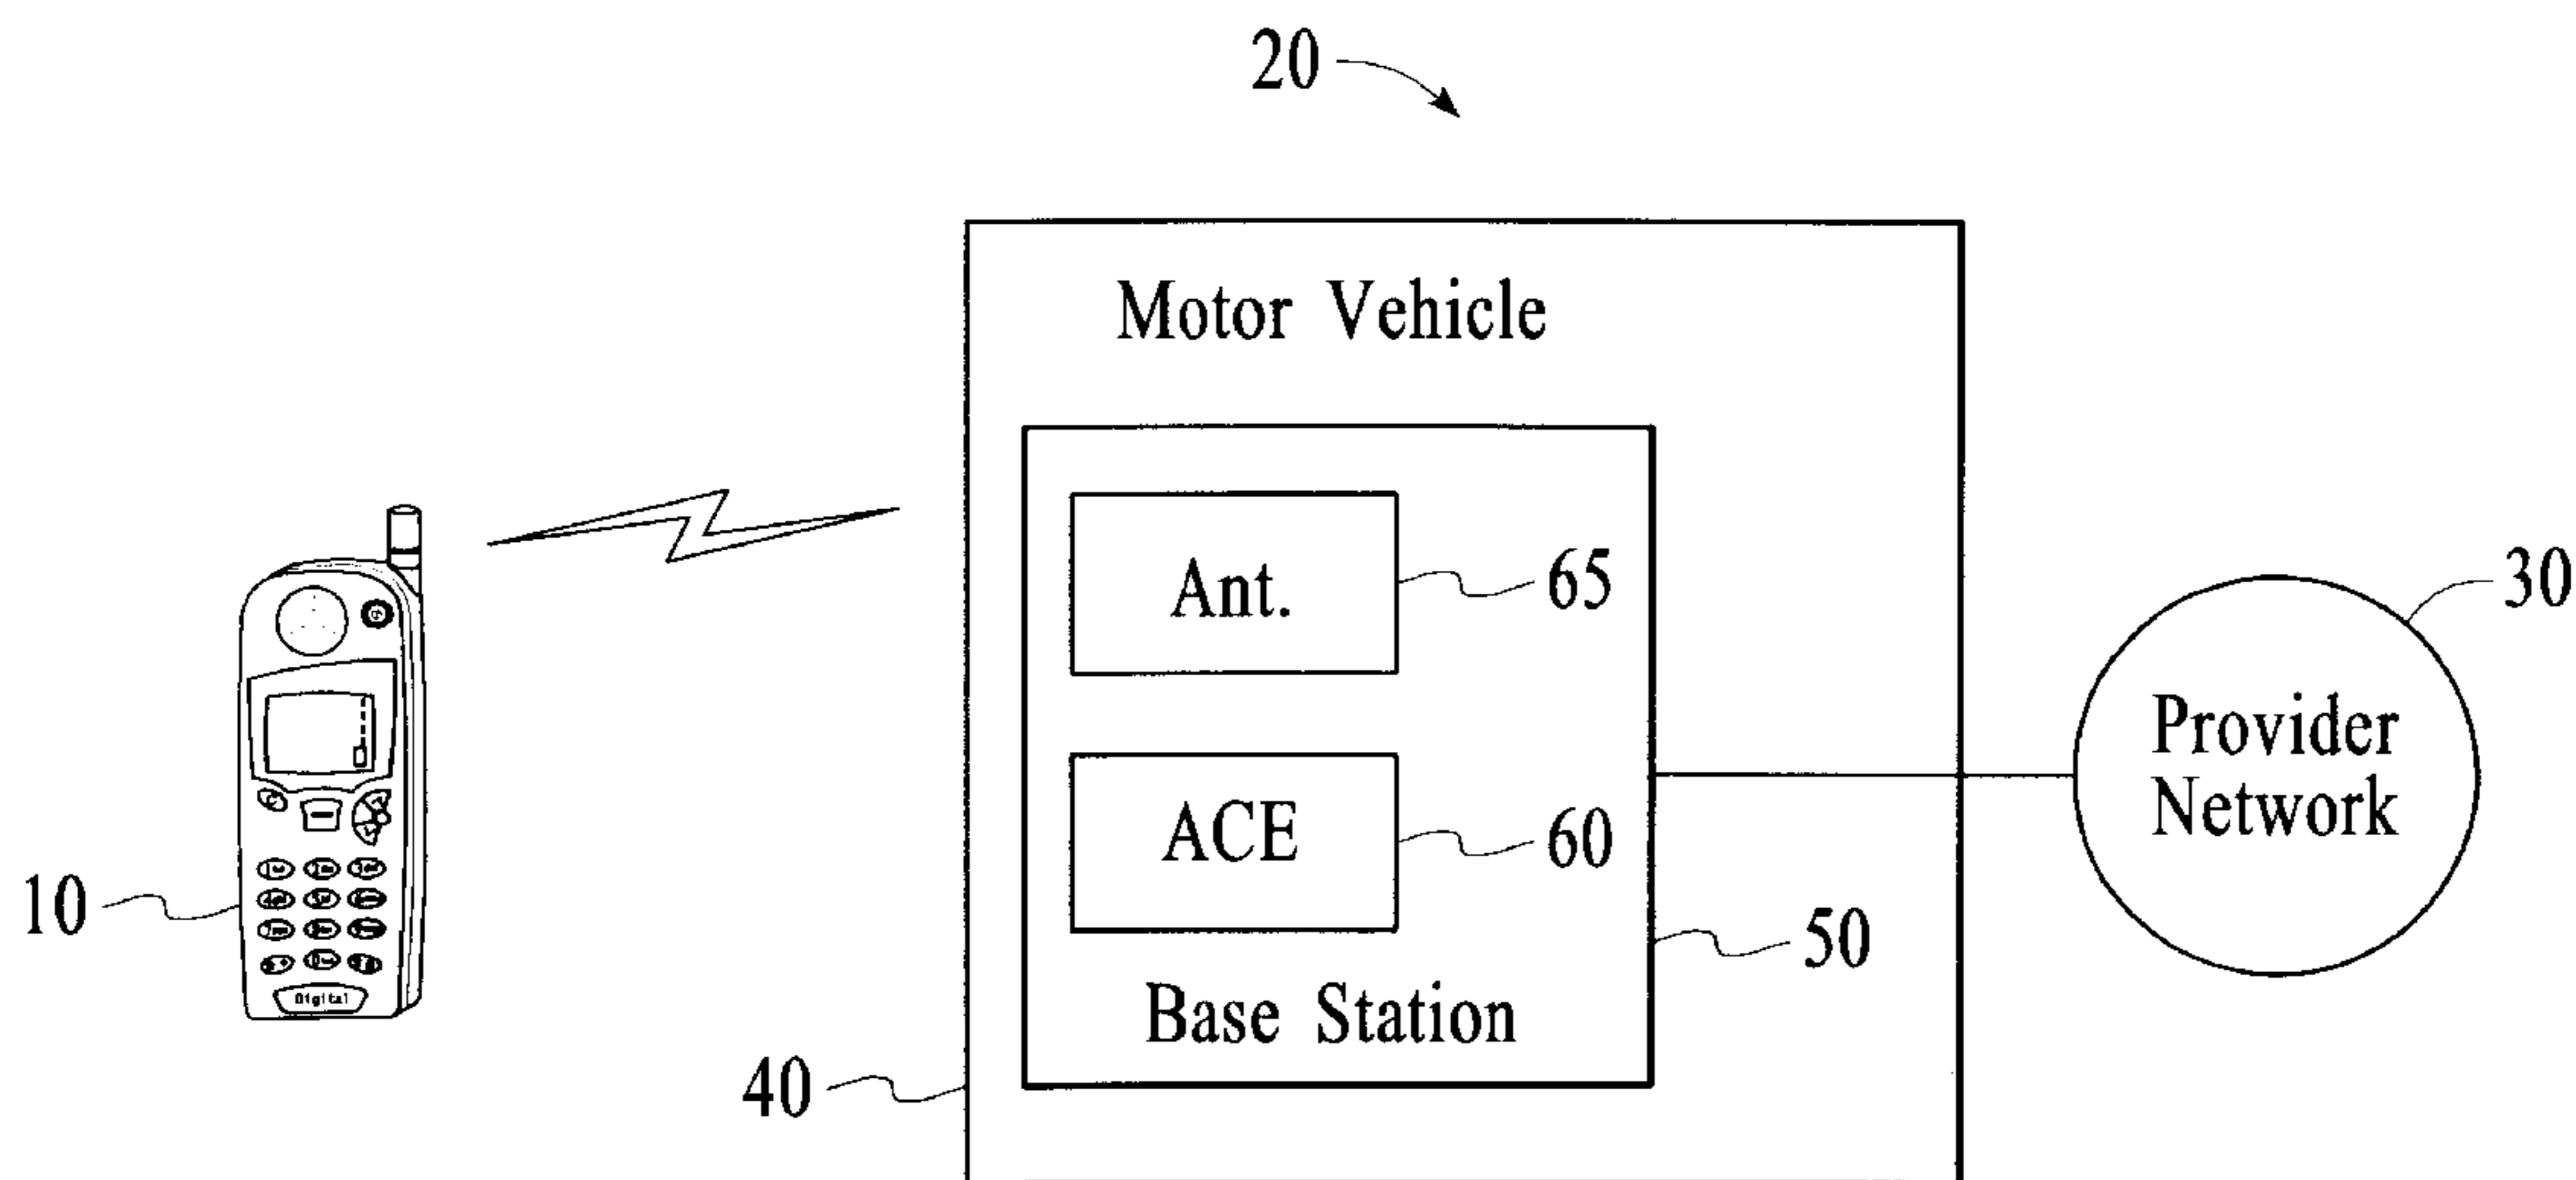 20
Motor Vehicle
Ant.
65
30
Provider
Network
ACE
60
10
50
Base Station
Digital
40